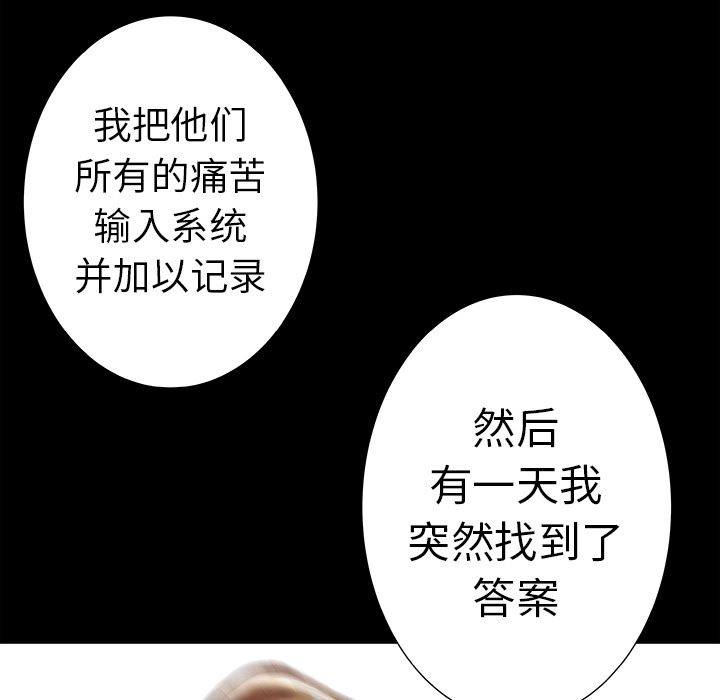 我把他们
所有的痛苦
输入系统
并加以记录
然后
有一天我
突然找到了
答案